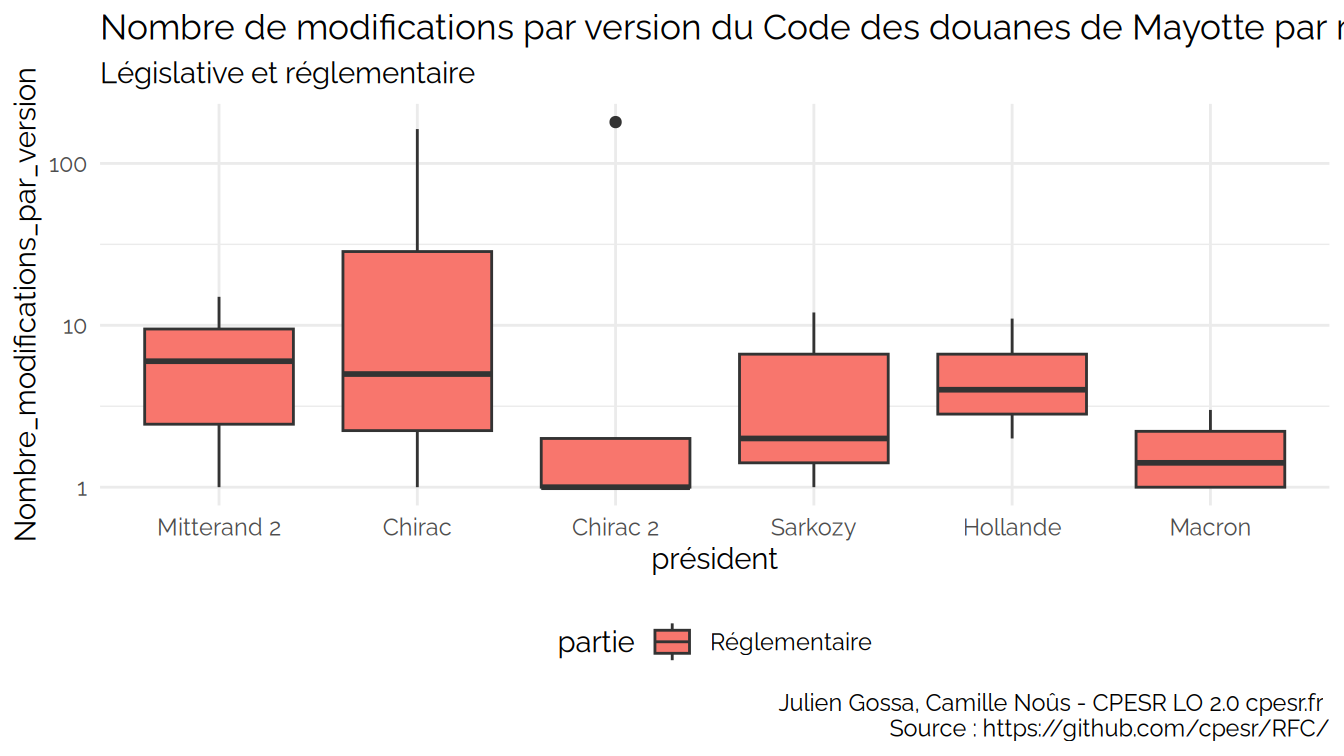 Nombre de modifications par version du Code des douanes de Mayotte par
Législative et réglementaire
Nombre_modifications_par_version
100
10
1
Mitterand 2 Chirac Chirac 2 Sarkozy Hollande Macron
président
partie Réglementaire
Julien Gossa, Camille Noûs - CPESR LO 2.0 cpesr.fr
Source : https://github.com/cpesr/RFC/